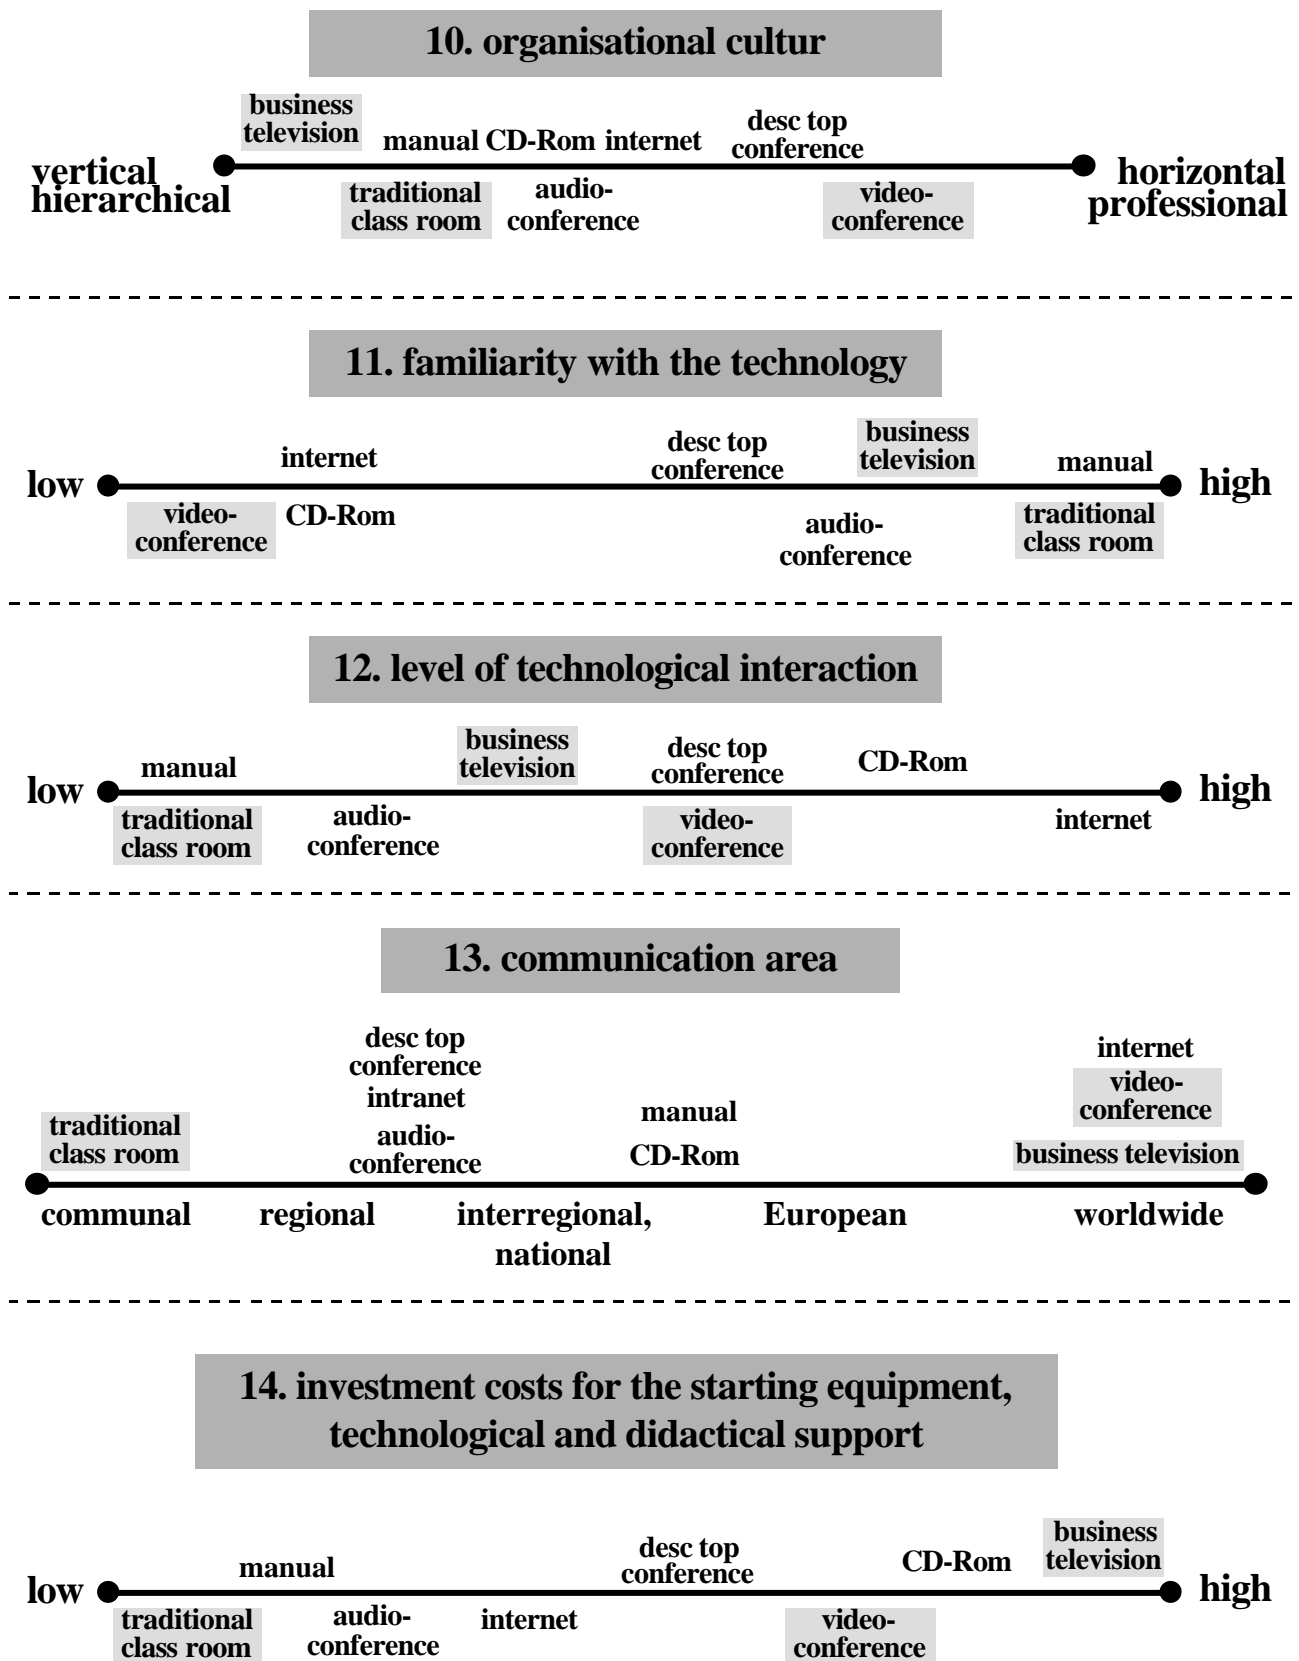 10. organisational cultur
business
television
manual CD-Rom internet
desc top
conference
vertical
hierarchical
horizontal
professional
traditional
class room
audio-
conference
video-
conference
11. familiarity with the technology
internet
desc top
conference
business
television
manual
low
high
video-
conference
CD-Rom
audio-
conference
traditional
class room
12. level of technological interaction
manual
business
television
desc top
conference
CD-Rom
low
high
traditional
class room
audio-
conference
video-
conference
internet
13. communication area
traditional
class room
desc top
conference
intranet
audio-
conference
manual
CD-Rom
internet
video-
conference
business television
communal
regional
interregional,
national
European
worldwide
14. investment costs for the starting equipment,
technological and didactical support
manual
desc top
conference
CD-Rom
business
television
low
high
traditional
class room
audio-
conference
internet
video-
conference